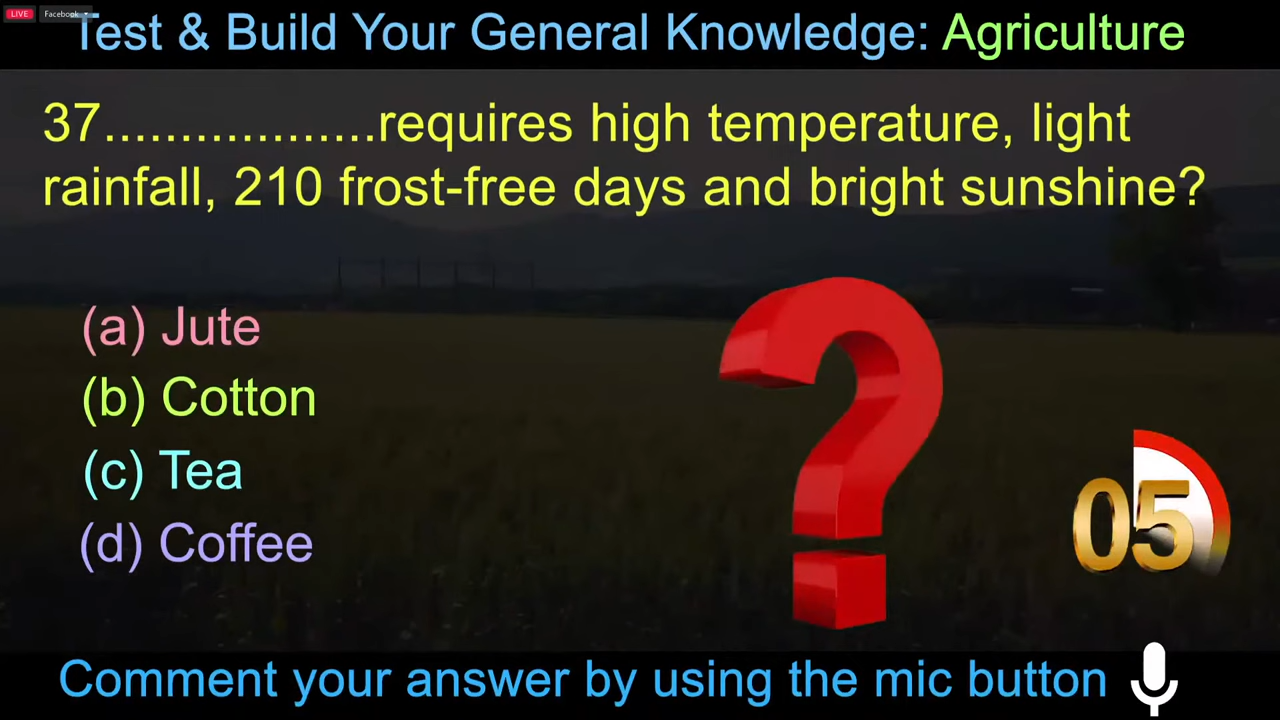 LIVE Facebook
Test & Build Your General Knowledge: Agriculture
37..................requires high temperature, light
rainfall, 210 frost-free days and bright sunshine?
(a) Jute
(b) Cotton
(c) Tea
(d) Coffee
?
05
Comment your answer by using the mic button